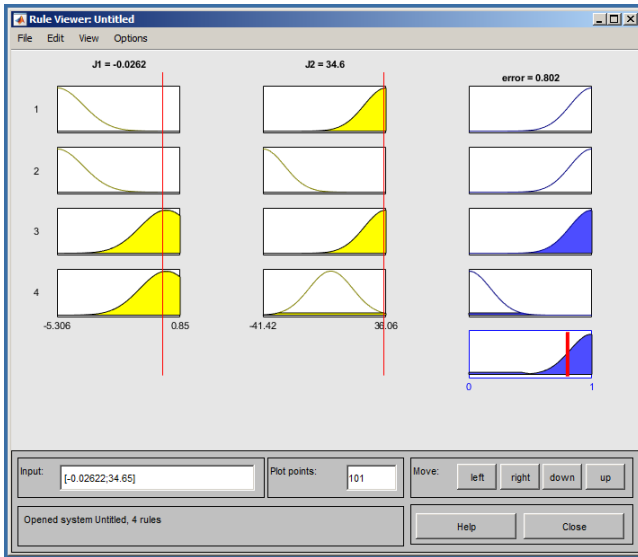 Rule Viewer: Untitled
File Edit View Options
J1 = -0.0262 J2 = 34.6 error = 0.802
1
2
3
4
-5.306 0.85 -41.42 36.06
0 1
Input: [-0.02622;34.65] Plot points: 101 Move: left right down up
Opened system Untitled, 4 rules Help Close